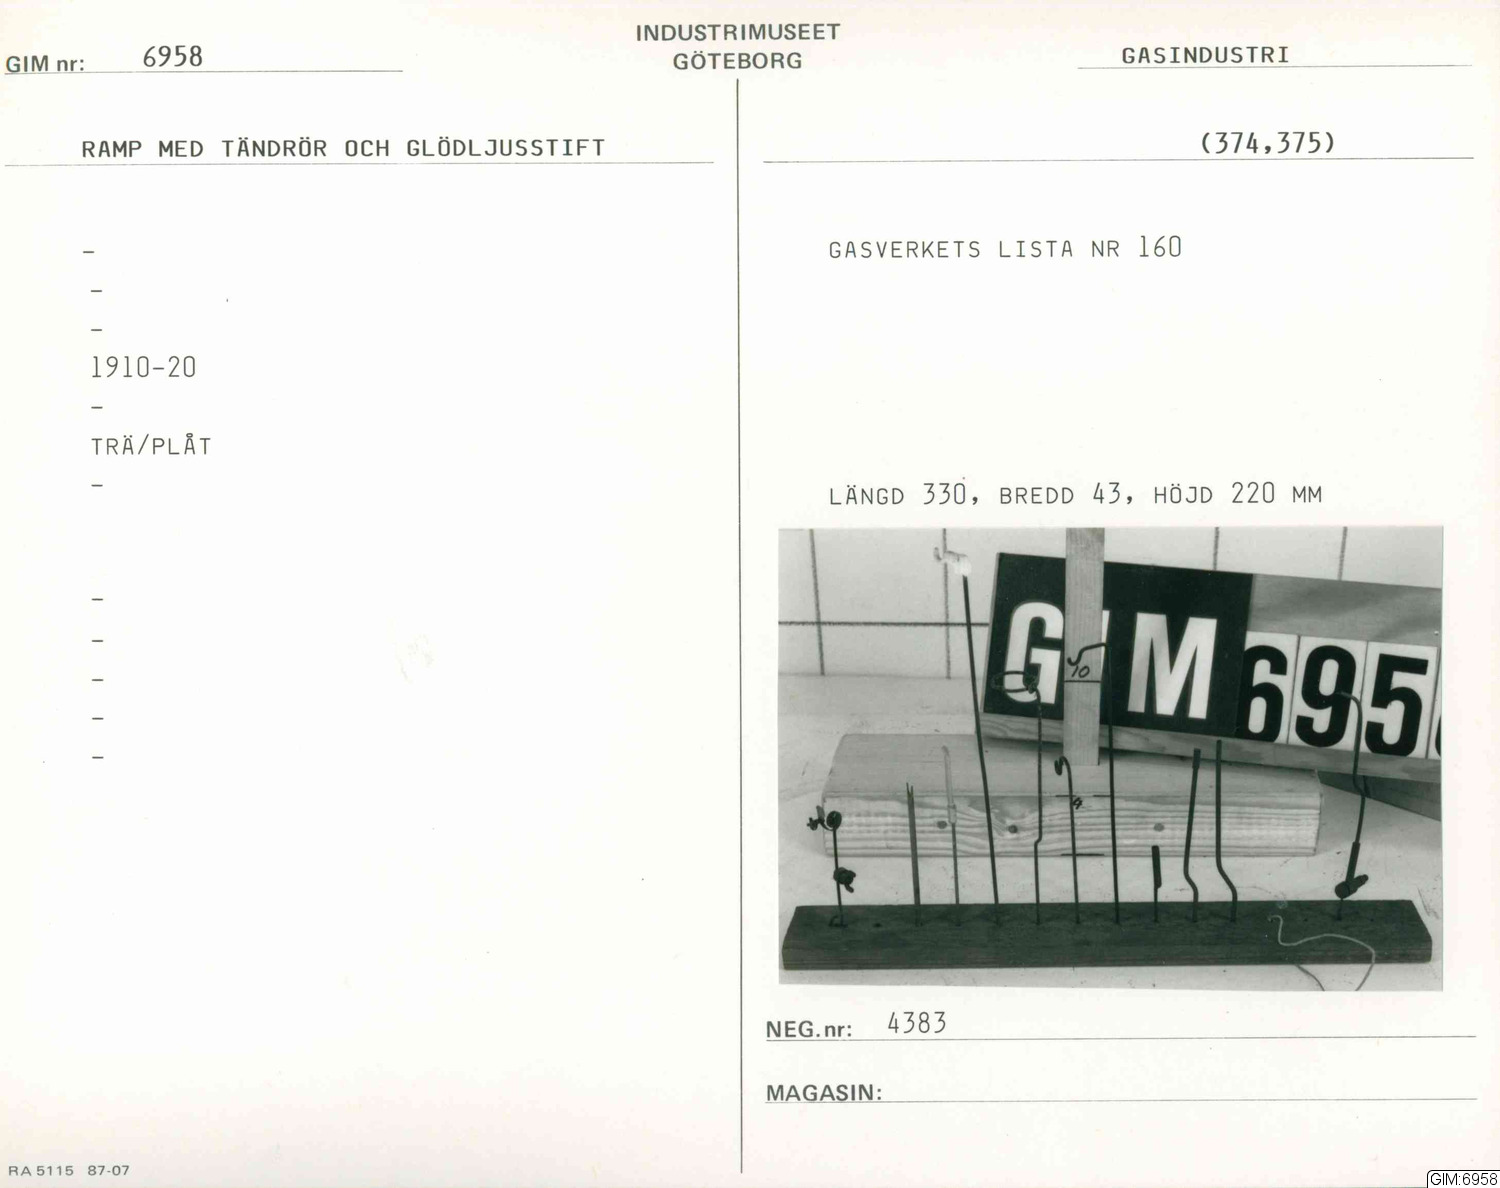 INDUSTRIMUSEET
GÖTEBORG
GIM nr: 6958
GASINDUSTRI
RAMP MED TÄNDRÖR OCH GLÖDLJUSSTIFT
(374,375)
–
–
–
1910-20
–
TRÄ/PLÅT
–
–
–
–
–
–
GASVERKETS LISTA NR 160
LÄNGD 330, BREDD 43, HÖJD 220 MM
GIM 695
10
NEG.nr: 4383
MAGASIN:
RA 5115 87-07
GIM:6958